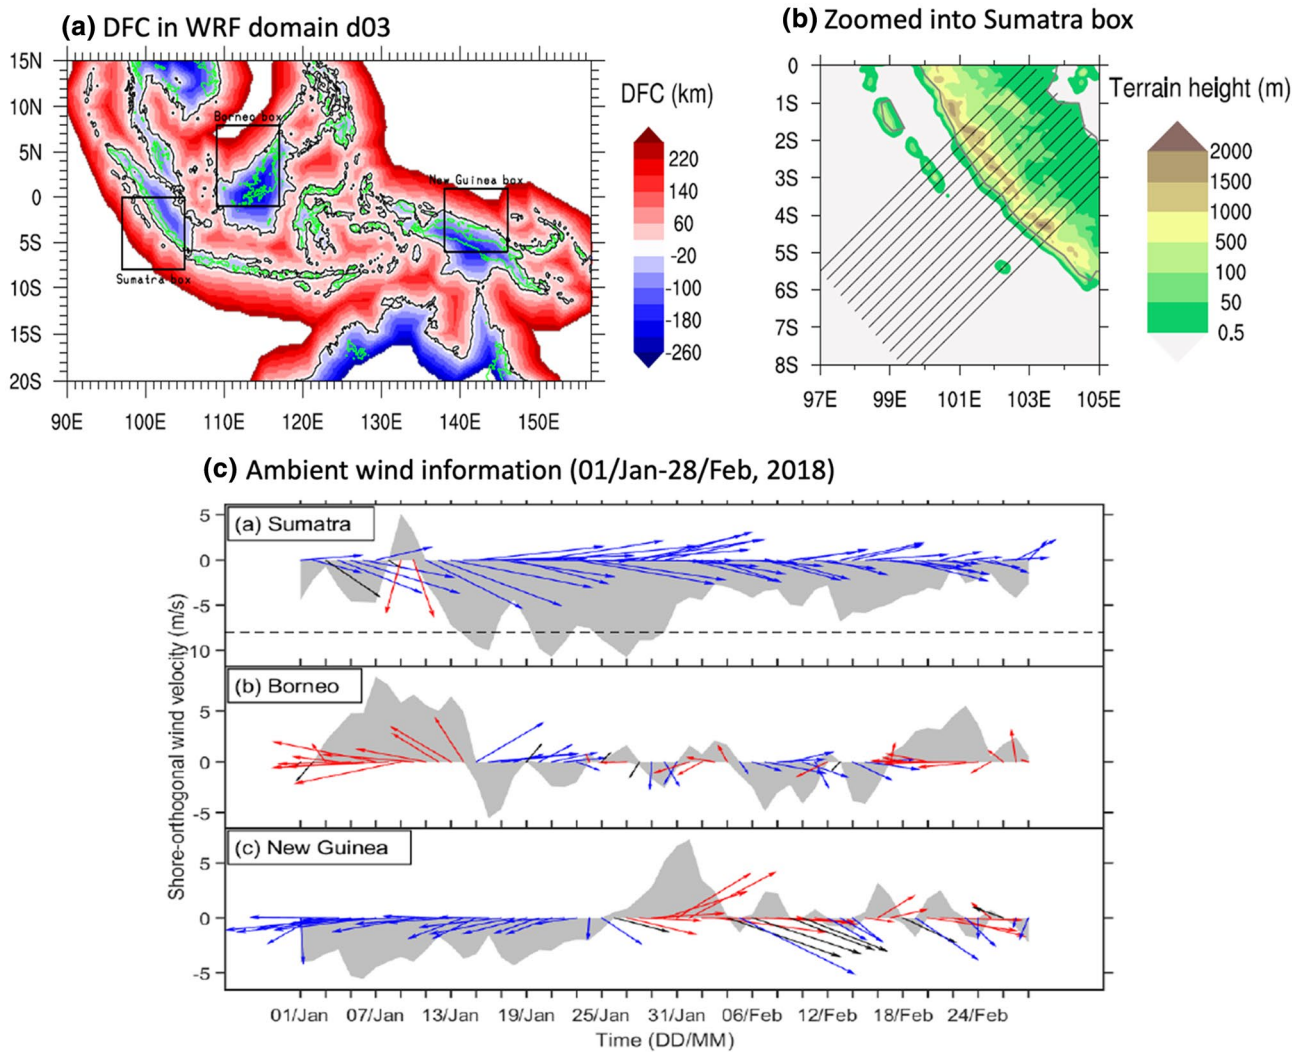 (a) DFC in WRF domain d03
15N
10N
5N
0
5S
10S
15S
20S
90E 100E 110E 120E 130E 140E 150E
Borneo box
New Guinea box
Sumatra box
DFC (km)
220
140
60
-20
-100
-180
-260
(b) Zoomed into Sumatra box
0
1S
2S
3S
4S
5S
6S
7S
8S
97E 99E 101E 103E 105E
Terrain height (m)
2000
1500
1000
500
100
50
0.5
(c) Ambient wind information (01/Jan-28/Feb, 2018)
Shore-orthogonal wind velocity (m/s)
(a) Sumatra
5
0
-5
-10
(b) Borneo
5
0
-5
(c) New Guinea
5
0
-5
01/Jan 07/Jan 13/Jan 19/Jan 25/Jan 31/Jan 06/Feb 12/Feb 18/Feb 24/Feb
Time (DD/MM)